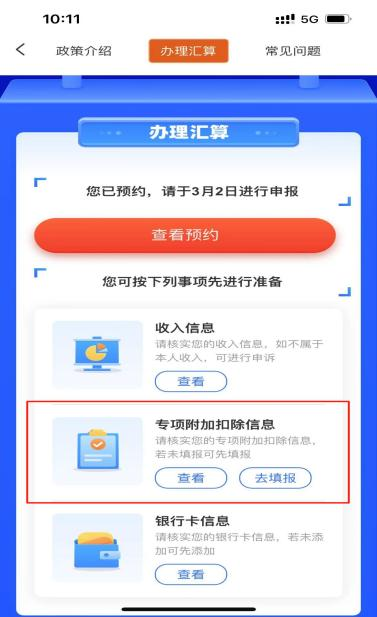 10:11
5G
政策介绍
办理汇算
常见问题
办理汇算
您已预约，请于3月2日进行申报
查看预约
您可按下列事项先进行准备
收入信息
请核实您的收入信息，如不属于
本人收入，可进行申诉
查看
专项附加扣除信息
请核实您的专项附加扣除信息，
若未填报可先填报
查看
去填报
银行卡信息
请核实您的银行卡信息，若未添
加可先添加
查看